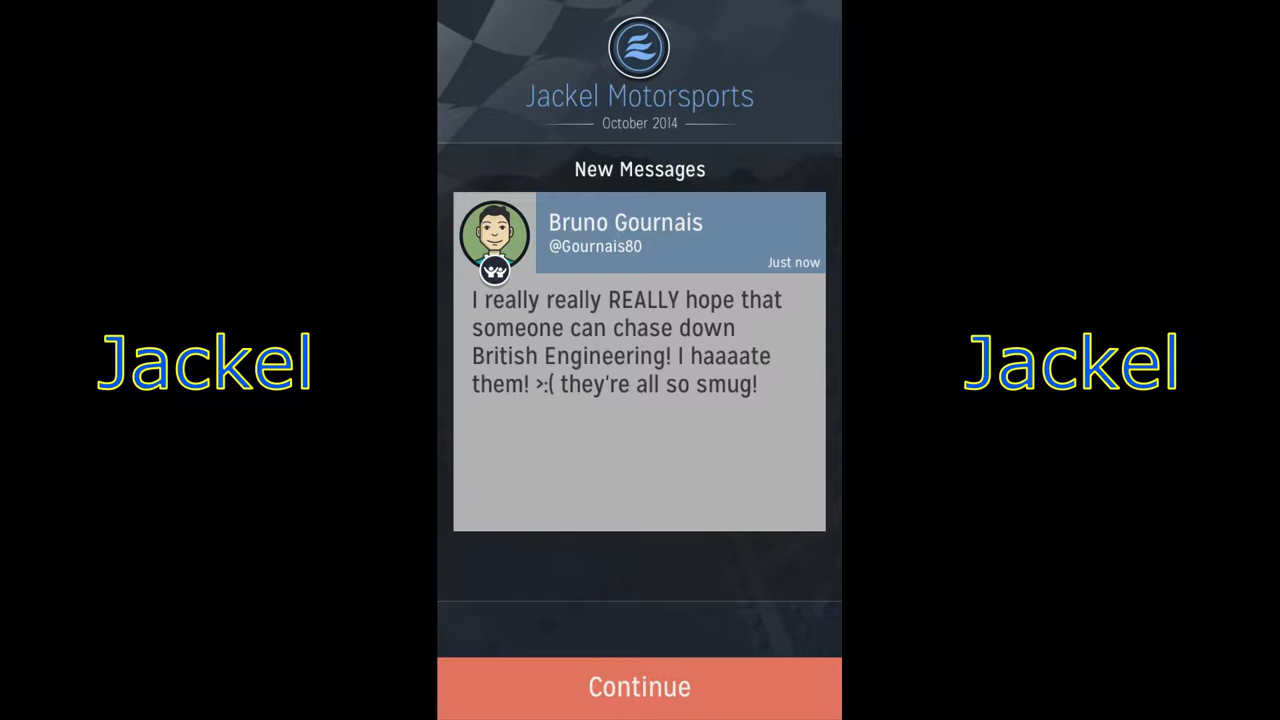 Jackel Motorsports
October 2014
New Messages
Bruno Gournais
@Gournais80
Just now
I really really REALLY hope that
someone can chase down
British Engineering! I haaaate
them! >:( they're all so smug!
Jackel
Jackel
Continue